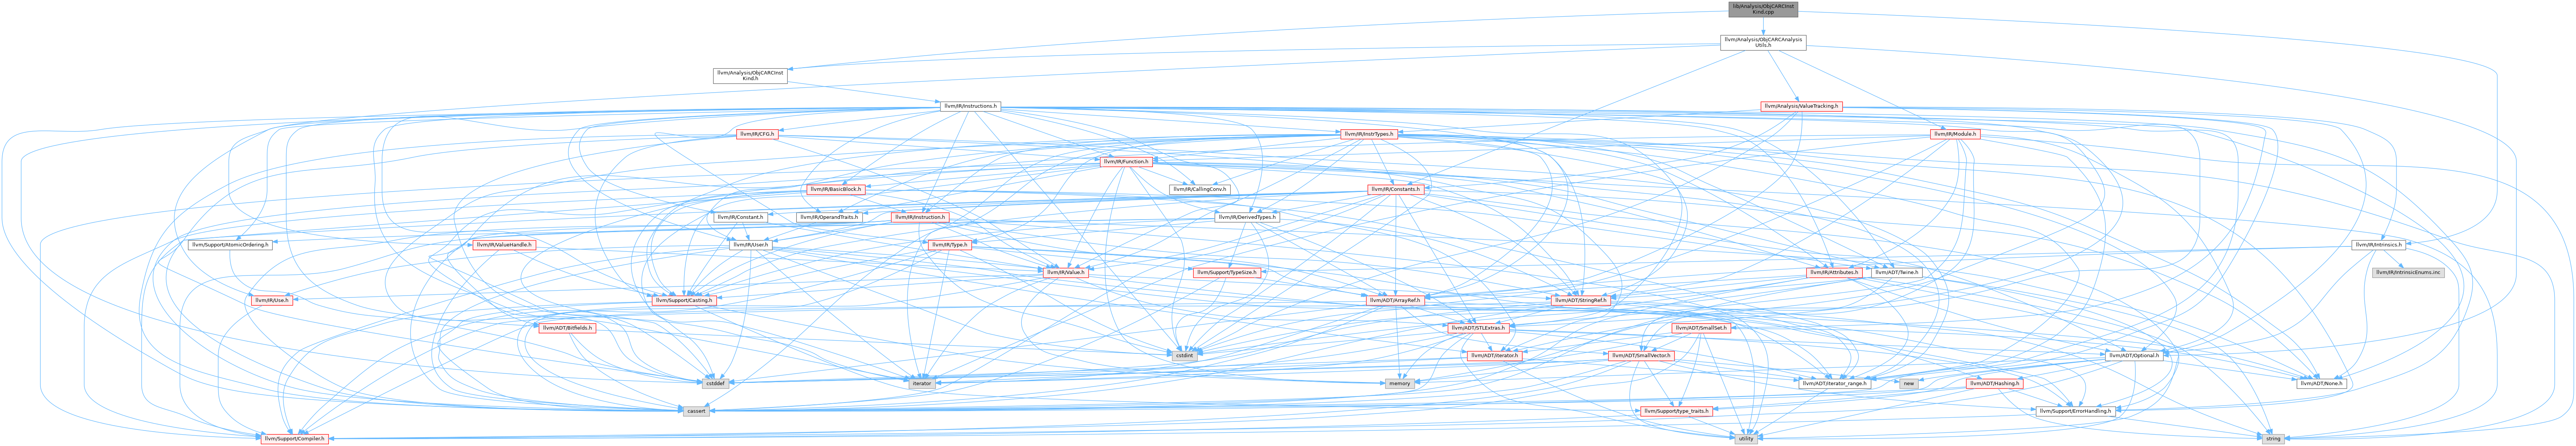 lib/Analysis/ObjCARCInst
Kind.cpp
llvm/Analysis/ObjCARCAnalysis
Utils.h
llvm/Analysis/ObjCARCInst
Kind.h
llvm/IR/Instructions.h
llvm/Analysis/ValueTracking.h
llvm/IR/CFG.h
llvm/IR/InstrTypes.h
llvm/IR/Module.h
llvm/IR/Function.h
llvm/IR/BasicBlock.h
llvm/IR/CallingConv.h
llvm/IR/Constants.h
llvm/IR/Constant.h
llvm/IR/OperandTraits.h
llvm/IR/Instruction.h
llvm/IR/DerivedTypes.h
llvm/Support/AtomicOrdering.h
llvm/IR/ValueHandle.h
llvm/IR/User.h
llvm/IR/Type.h
llvm/IR/Intrinsics.h
llvm/IR/Value.h
llvm/Support/TypeSize.h
llvm/IR/Attributes.h
llvm/ADT/Twine.h
llvm/IR/IntrinsicEnums.inc
llvm/IR/Use.h
llvm/Support/Casting.h
llvm/ADT/ArrayRef.h
llvm/ADT/StringRef.h
llvm/ADT/Bitfields.h
llvm/ADT/STLExtras.h
llvm/ADT/SmallSet.h
cstdint
llvm/ADT/iterator.h
llvm/ADT/SmallVector.h
llvm/ADT/Optional.h
cstddef
iterator
memory
llvm/ADT/iterator_range.h
new
llvm/ADT/Hashing.h
llvm/ADT/None.h
cassert
llvm/Support/type_traits.h
llvm/Support/ErrorHandling.h
llvm/Support/Compiler.h
utility
string